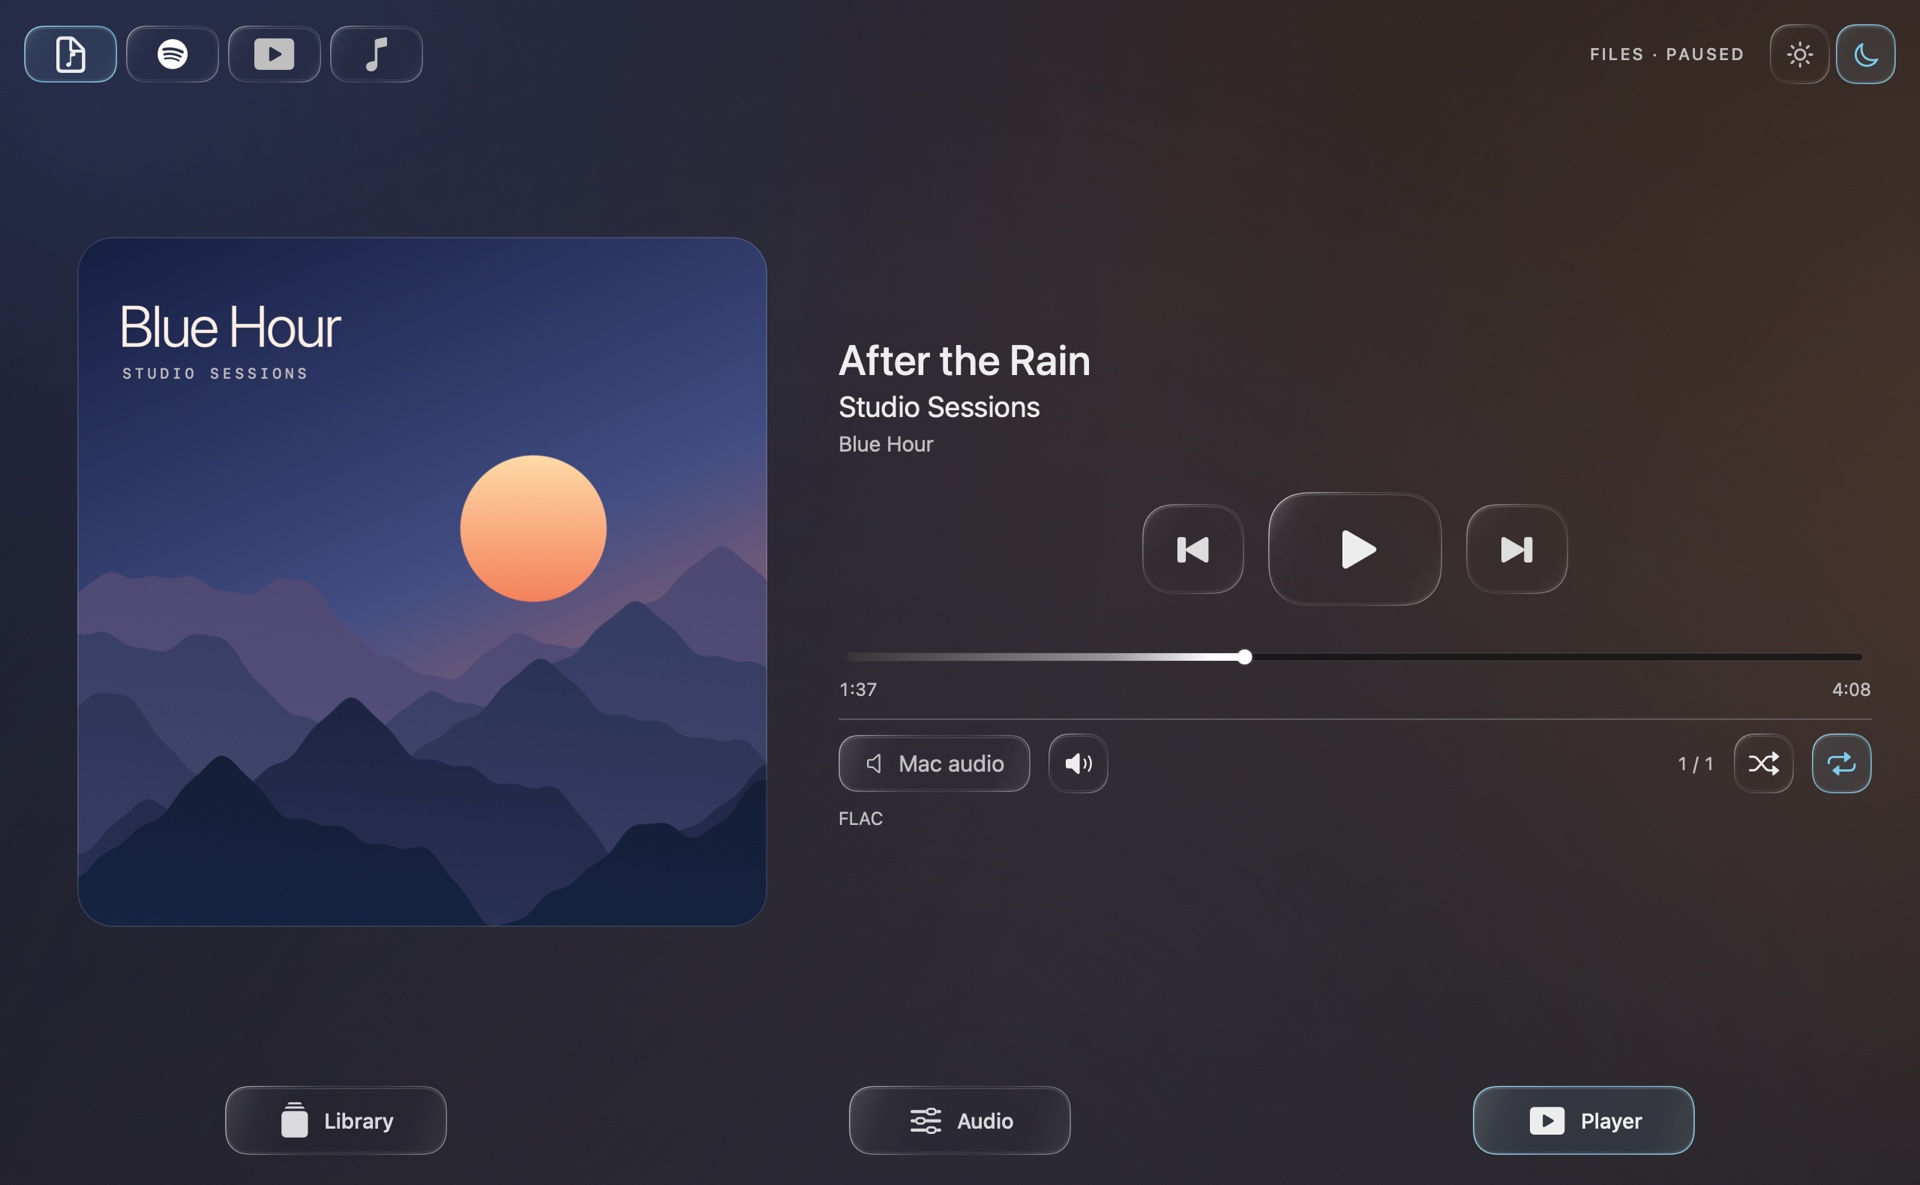 FILES · PAUSED
Blue Hour
STUDIO SESSIONS
After the Rain
Studio Sessions
Blue Hour
1:37
4:08
Mac audio
1 / 1
FLAC
Library
Audio
Player